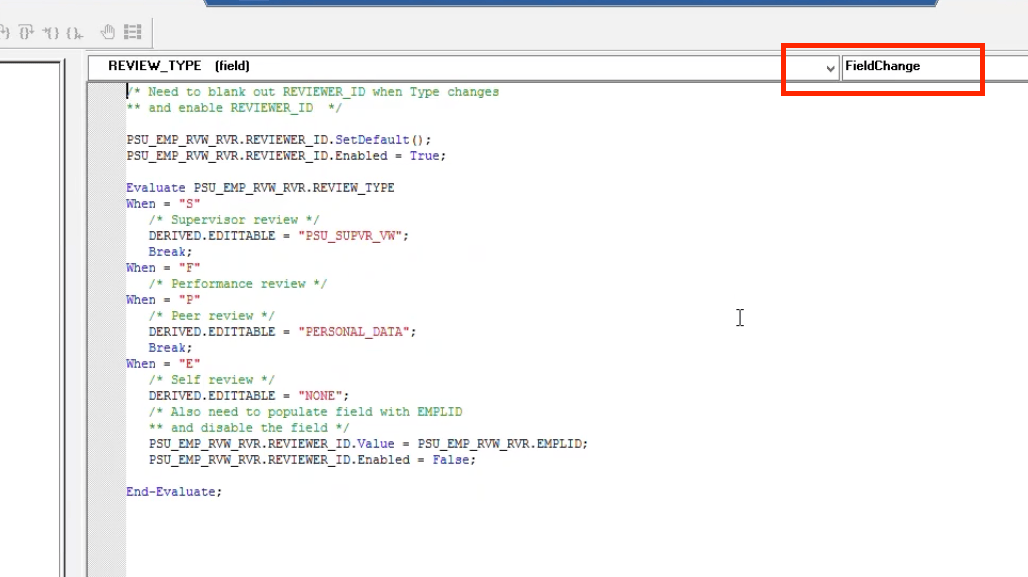 REVIEW_TYPE (field)
FieldChange
/* Need to blank out REVIEWER_ID when Type changes
** and enable REVIEWER_ID */
PSU_EMP_RVW_RVR.REVIEWER_ID.SetDefault();
PSU_EMP_RVW_RVR.REVIEWER_ID.Enabled = True;
Evaluate PSU_EMP_RVW_RVR.REVIEW_TYPE
When = "S"
/* Supervisor review */
DERIVED.EDITTABLE = "PSU_SUPVR_VW";
Break;
When = "F"
/* Performance review */
When = "P"
/* Peer review */
DERIVED.EDITTABLE = "PERSONAL_DATA";
Break;
When = "E"
/* Self review */
DERIVED.EDITTABLE = "NONE";
/* Also need to populate field with EMPLID
** and disable the field */
PSU_EMP_RVW_RVR.REVIEWER_ID.Value = PSU_EMP_RVW_RVR.EMPLID;
PSU_EMP_RVW_RVR.REVIEWER_ID.Enabled = False;
End-Evaluate;